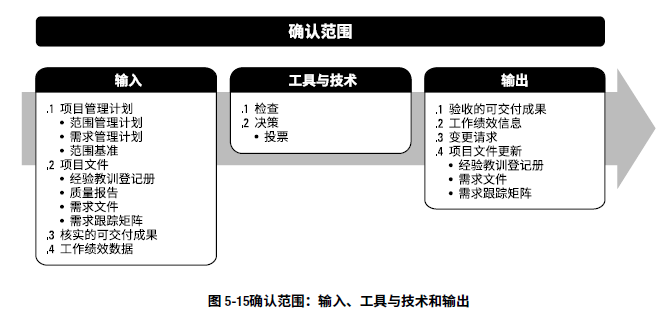 确认范围
输入
.1 项目管理计划
• 范围管理计划
• 需求管理计划
• 范围基准
.2 项目文件
• 经验教训登记册
• 质量报告
• 需求文件
• 需求跟踪矩阵
.3 核实的可交付成果
.4 工作绩效数据
工具与技术
.1 检查
.2 决策
• 投票
输出
.1 验收的可交付成果
.2 工作绩效信息
.3 变更请求
.4 项目文件更新
• 经验教训登记册
• 需求文件
• 需求跟踪矩阵
图 5-15确认范围：输入、工具与技术和输出